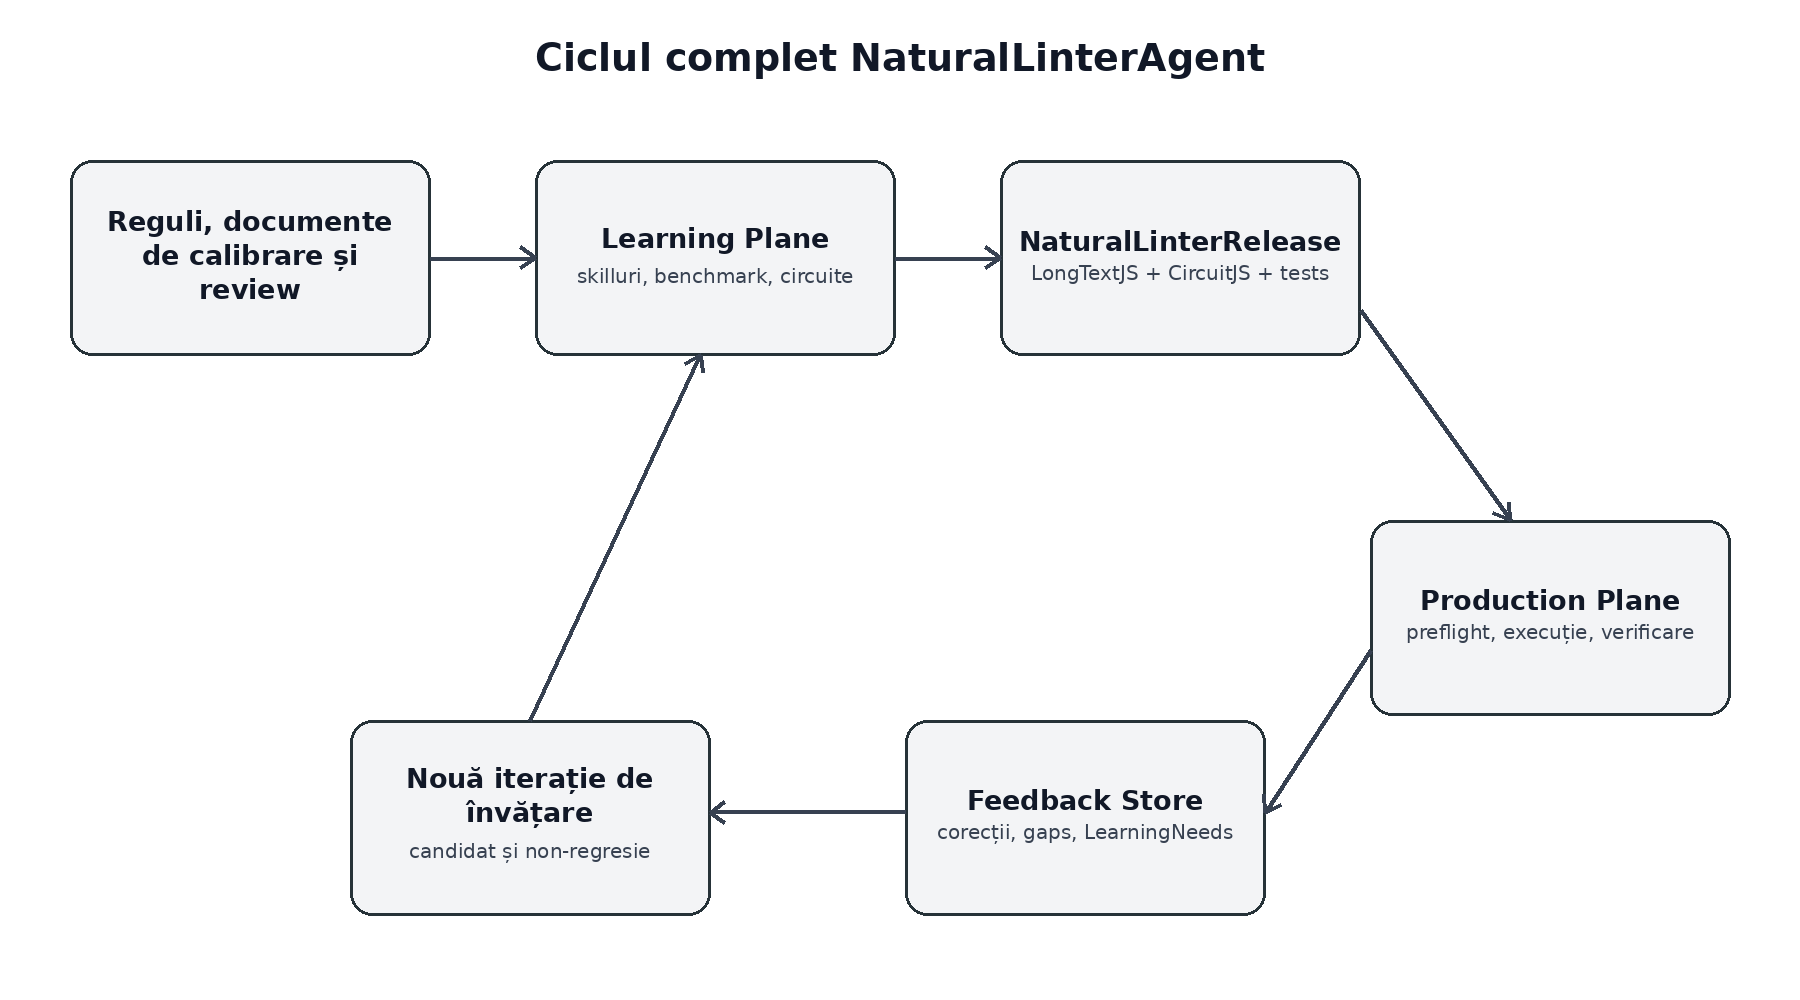 Ciclul complet NaturalLinterAgent
Reguli, documente
de calibrare și
review
Learning Plane
skilluri, benchmark, circuite
NaturalLinterRelease
LongTextJS + CircuitJS + tests
Production Plane
preflight, execuție, verificare
Nouă iterație de
învățare
candidat și non-regresie
Feedback Store
corecții, gaps, LearningNeeds